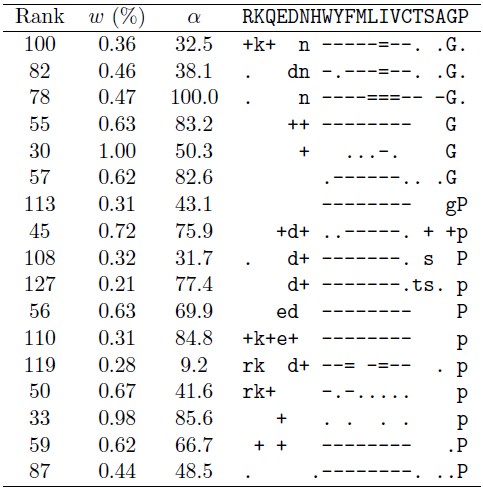 Rank w (%) α RKQEDNHWYFMLIVCTSAGP
100 0.36 32.5 +k+  n -----=--. .G.
82 0.46 38.1 .   dn -.---=--. .G.
78 0.47 100.0 .    n ----===-- -G.
55 0.63 83.2     ++ --------   G
30 1.00 50.3      +   ...-.    G
57 0.62 82.6        .------.. .G
113 0.31 43.1        --------   gP
45 0.72 75.9    +d+ ..-----. + +p
108 0.32 31.7 .   d+ -------. s  P
127 0.21 77.4     d+ -------.ts. p
56 0.63 69.9    ed  --------    P
110 0.31 84.8 +k+e+  --------    p
119 0.28 9.2 rk  d+ --= -=--  . p
50 0.67 41.6 rk+    -.-.....    p
33 0.98 85.6    +   . .  . .    p
59 0.62 66.7  + +   --------   .P
87 0.44 48.5 .     .--------. ..P